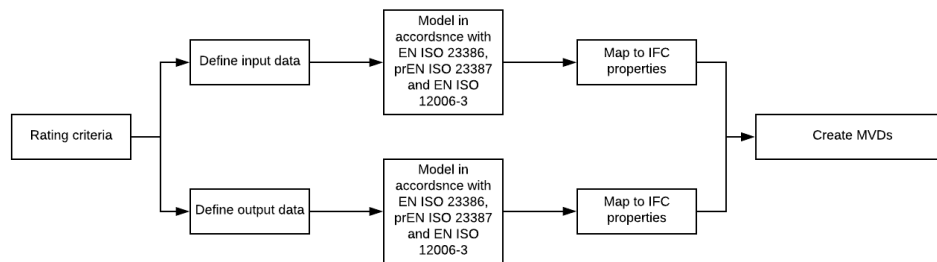 Rating criteria
Define input data
Model in
accordsnce with
EN ISO 23386,
prEN ISO 23387
and EN ISO
12006-3
Map to IFC
properties
Define output data
Model in
accordsnce with
EN ISO 23386,
prEN ISO 23387
and EN ISO
12006-3
Map to IFC
properties
Create MVDs